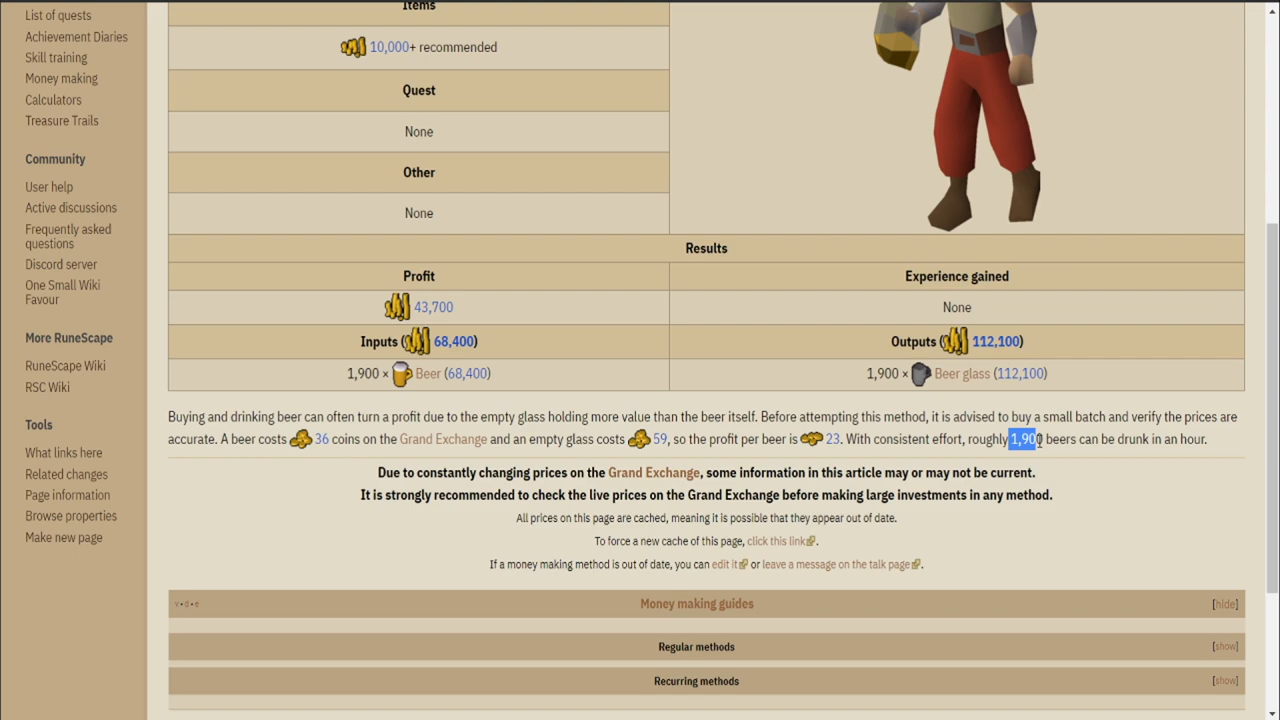 List of quests
Achievement Diaries
Skill training
Money making
Calculators
Treasure Trails
Community
User help
Active discussions
Frequently asked
questions
Discord server
One Small Wiki
Favour
More RuneScape
RuneScape Wiki
RSC Wiki
Tools
What links here
Related changes
Page information
Browse properties
Make new page
Items
10,000+ recommended
Quest
None
Other
None
Results
Profit
Experience gained
43,700
None
Inputs (68,400)
Outputs (112,100)
1,900 × Beer (68,400)
1,900 × Beer glass (112,100)
Buying and drinking beer can often turn a profit due to the empty glass holding more value than the beer itself. Before attempting this method, it is advised to buy a small batch and verify the prices are
accurate. A beer costs 36 coins on the Grand Exchange and an empty glass costs 59, so the profit per beer is 23. With consistent effort, roughly 1,900 beers can be drunk in an hour.
Due to constantly changing prices on the Grand Exchange, some information in this article may or may not be current.
It is strongly recommended to check the live prices on the Grand Exchange before making large investments in any method.
All prices on this page are cached, meaning it is possible that they appear out of date.
To force a new cache of this page, click this link.
If a money making method is out of date, you can edit it or leave a message on the talk page.
v•d•e
Money making guides
[hide]
Regular methods
[show]
Recurring methods
[show]